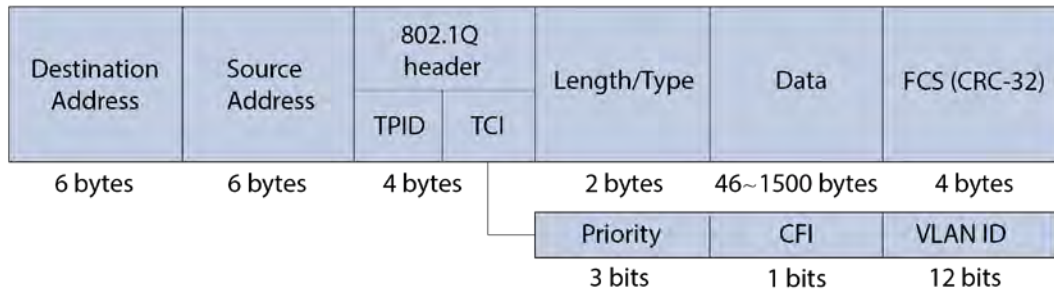 Destination
Address
Source
Address
802.1Q
header
TPID
TCI
Length/Type
Data
FCS (CRC-32)
6 bytes
6 bytes
4 bytes
2 bytes
46~1500 bytes
4 bytes
Priority
CFI
VLAN ID
3 bits
1 bits
12 bits